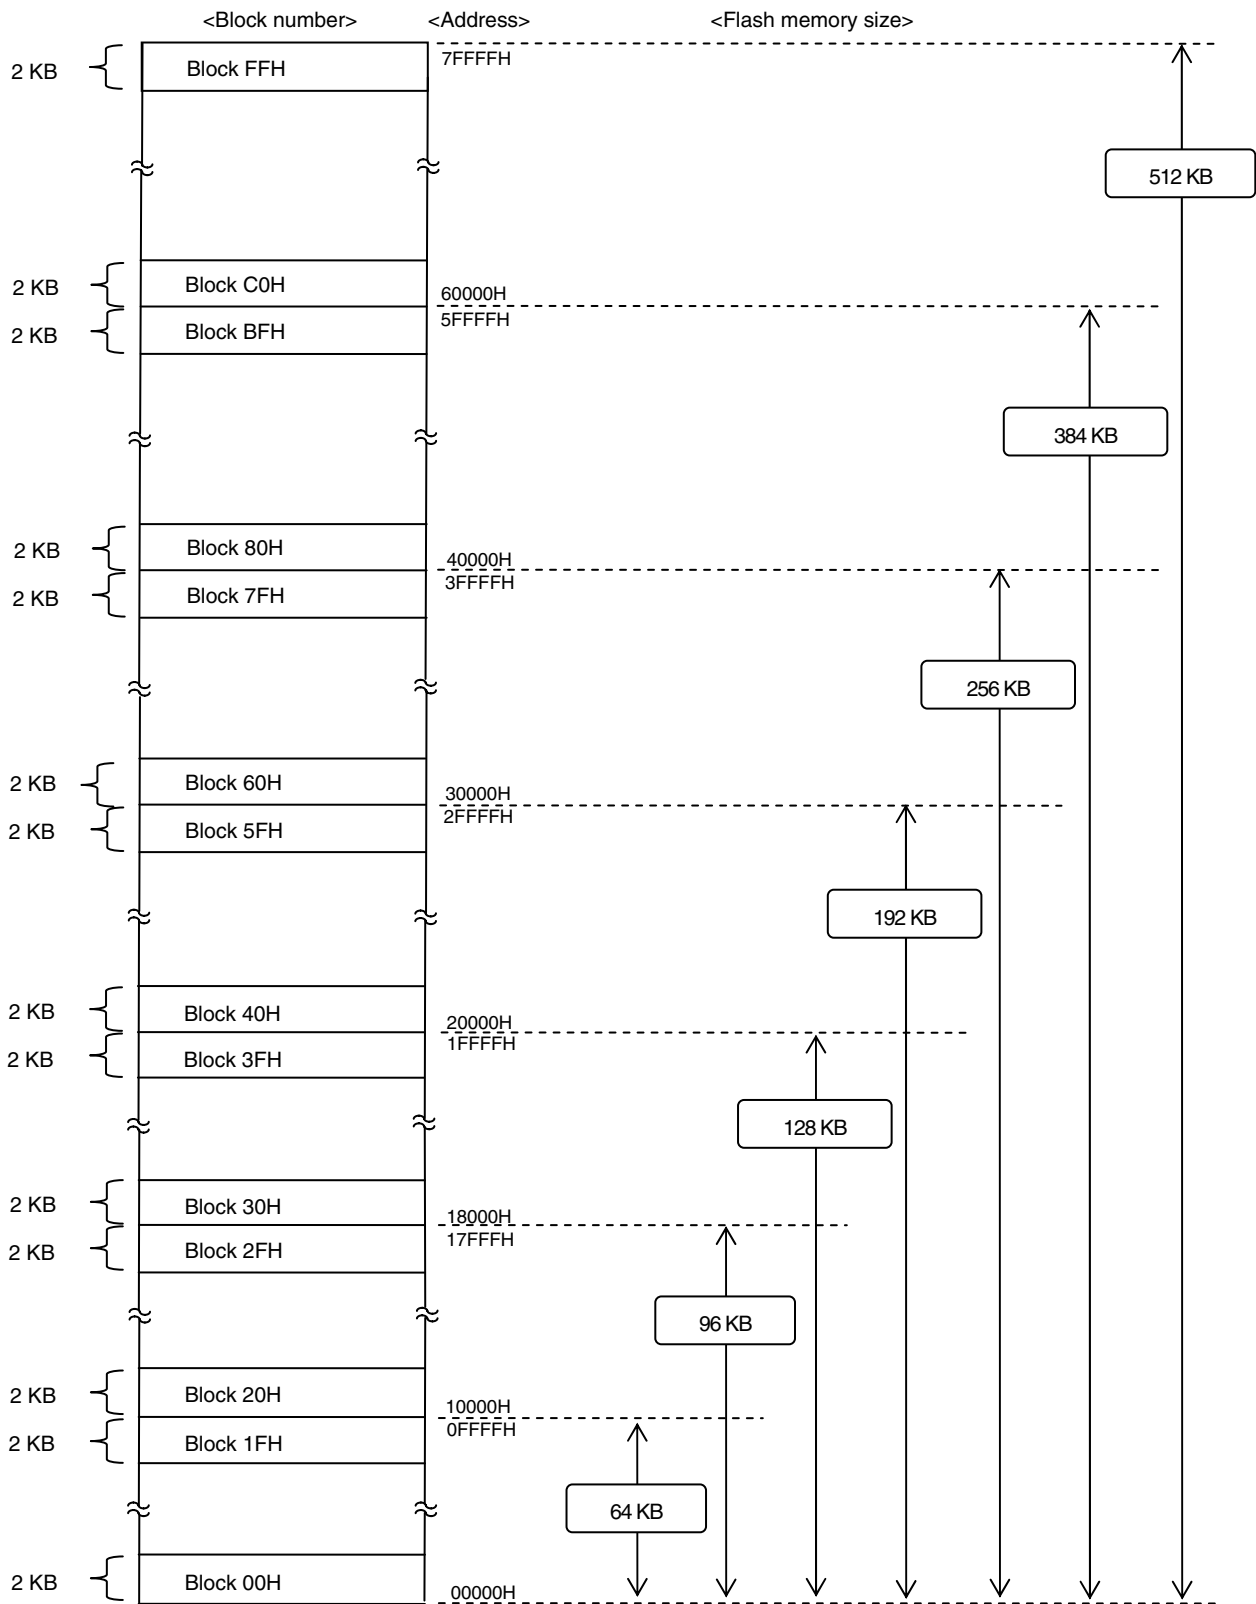 <Block number> <Address> <Flash memory size>
7FFFFH
2 KB Block FFH
512 KB
2 KB Block C0H
60000H
5FFFFH
2 KB Block BFH
384 KB
2 KB Block 80H
40000H
3FFFFH
2 KB Block 7FH
256 KB
2 KB Block 60H
30000H
2FFFFH
2 KB Block 5FH
192 KB
2 KB Block 40H
20000H
1FFFFH
2 KB Block 3FH
128 KB
2 KB Block 30H
18000H
17FFFH
2 KB Block 2FH
96 KB
2 KB Block 20H
10000H
0FFFFH
2 KB Block 1FH
64 KB
2 KB Block 00H
00000H